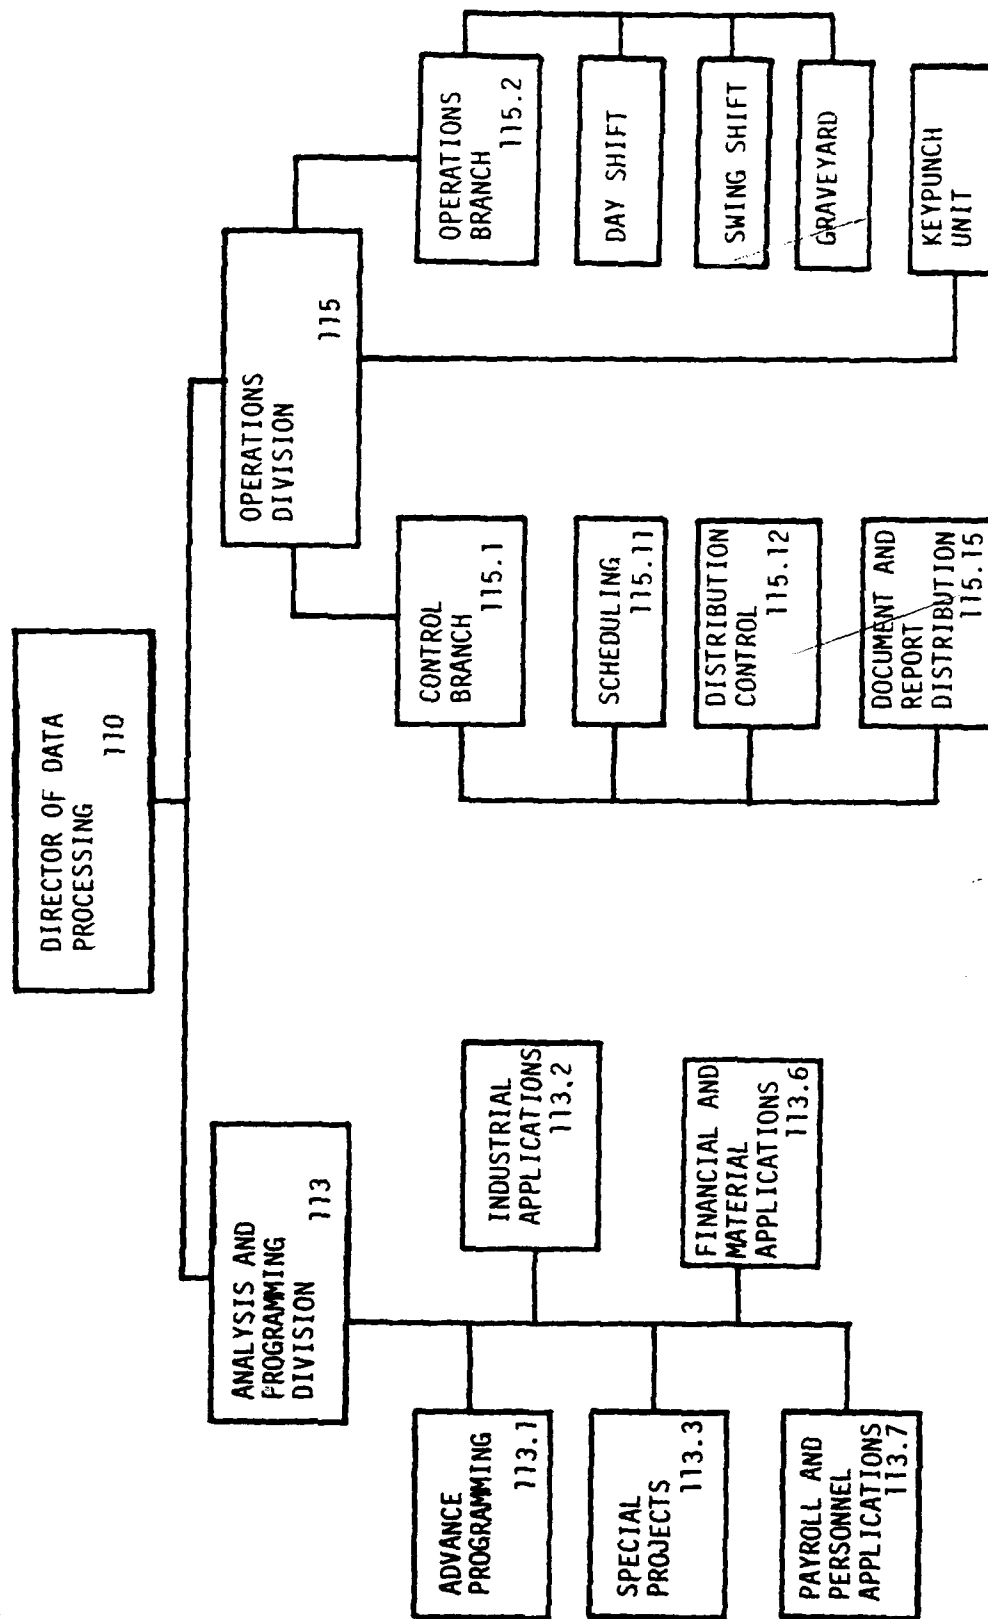 DIRECTOR OF DATA
PROCESSING
110
ANALYSIS AND
PROGRAMMING
DIVISION
113
ADVANCE
PROGRAMMING
113.1
INDUSTRIAL
APPLICATIONS
113.2
SPECIAL
PROJECTS
113.3
FINANCIAL AND
MATERIAL
APPLICATIONS
113.6
PAYROLL AND
PERSONNEL
APPLICATIONS
113.7
OPERATIONS
DIVISION
115
CONTROL
BRANCH
115.1
SCHEDULING
115.11
DISTRIBUTION
CONTROL
115.12
DOCUMENT AND
REPORT
DISTRIBUTION
115.15
OPERATIONS
BRANCH
115.2
DAY SHIFT
SWING SHIFT
GRAVEYARD
KEYPUNCH
UNIT